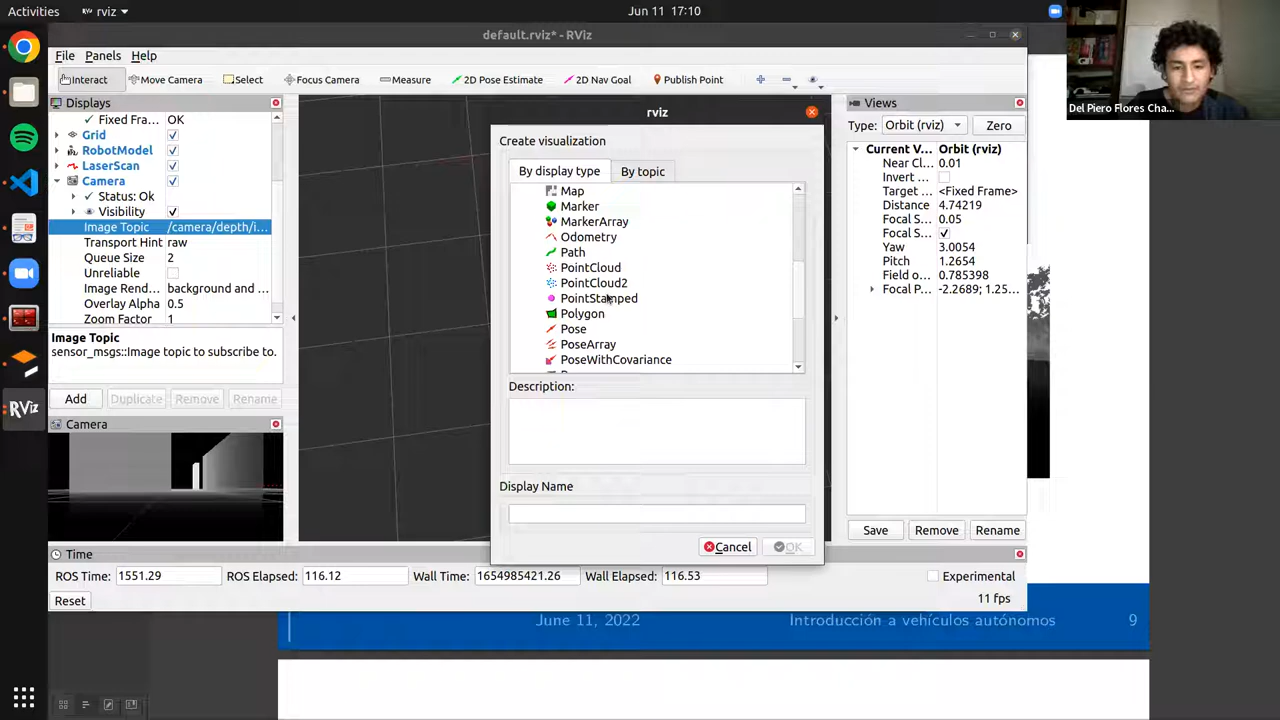 Activities
rviz
Jun 11 17:10
default.rviz* - RViz
Del Piero Flores Cha...
File Panels Help
Interact
Move Camera
Select
Focus Camera
Measure
2D Pose Estimate
2D Nav Goal
Publish Point
Displays
Fixed Fra... OK
Grid
RobotModel
LaserScan
Camera
Status: Ok
Visibility
Image Topic /camera/depth/i...
Transport Hint raw
Queue Size 2
Unreliable
Image Rend... background and ...
Overlay Alpha 0.5
Zoom Factor 1
Image Topic
sensor_msgs::Image topic to subscribe to.
Add Duplicate Remove Rename
Camera
rviz
Create visualization
By display type By topic
Map
Marker
MarkerArray
Odometry
Path
PointCloud
PointCloud2
PointStamped
Polygon
Pose
PoseArray
PoseWithCovariance
Description:
Display Name
Cancel OK
Views
Type: Orbit (rviz) Zero
Current V... Orbit (rviz)
Near Cl... 0.01
Invert ...
Target ... <Fixed Frame>
Distance 4.74219
Focal S... 0.05
Focal S...
Yaw 3.0054
Pitch 1.2654
Field o... 0.785398
Focal P... -2.2689; 1.25...
Save Remove Rename
Time
ROS Time: 1551.29 ROS Elapsed: 116.12 Wall Time: 1654985421.26 Wall Elapsed: 116.53 Experimental
Reset
11 fps
June 11, 2022 Introducción a vehículos autónomos 9